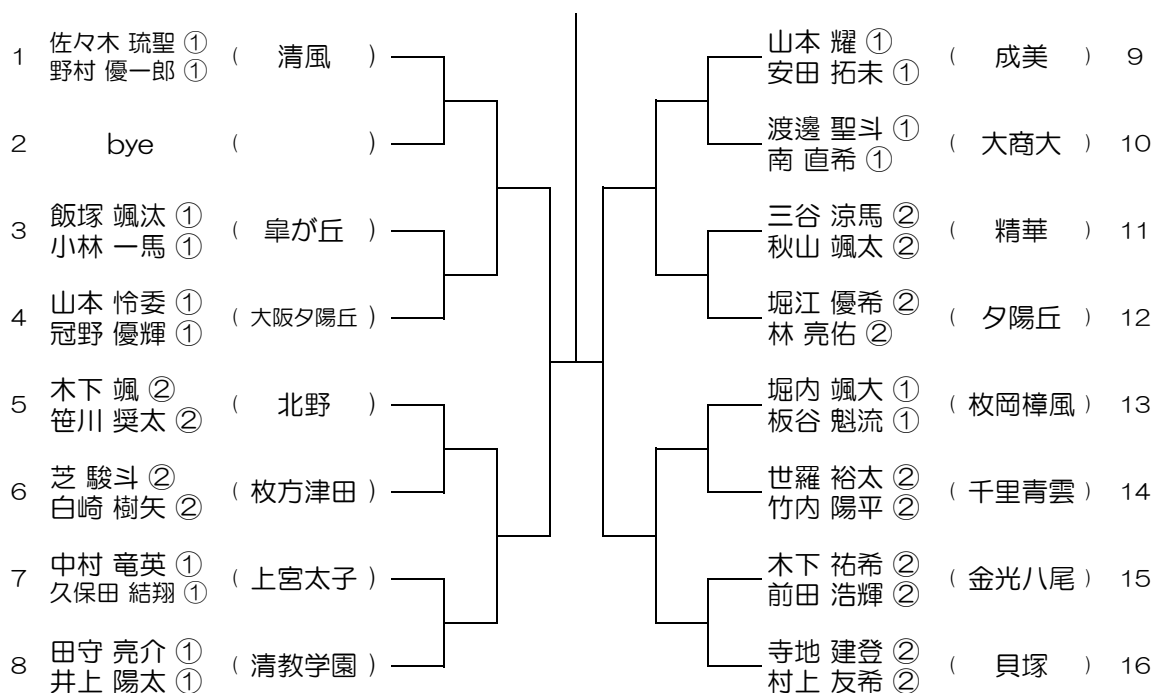 1 佐々木 琉聖 ① ( 清風 )
野村 優一郎 ①
2 bye ( )
3 飯塚 颯汰 ① ( 皐が丘 )
小林 一馬 ①
4 山本 怜委 ① ( 大阪夕陽丘 )
冠野 優輝 ①
5 木下 颯 ② ( 北野 )
笹川 奨太 ②
6 芝 駿斗 ② ( 枚方津田 )
白崎 樹矢 ②
7 中村 竜英 ① ( 上宮太子 )
久保田 結翔 ①
8 田守 亮介 ① ( 清教学園 )
井上 陽太 ①
山本 耀 ① ( 成美 ) 9
安田 拓未 ①
渡邊 聖斗 ① ( 大商大 ) 10
南 直希 ①
三谷 涼馬 ② ( 精華 ) 11
秋山 颯太 ②
堀江 優希 ② ( 夕陽丘 ) 12
林 亮佑 ②
堀内 颯大 ① ( 枚岡樟風 ) 13
板谷 魁流 ①
世羅 裕太 ② ( 千里青雲 ) 14
竹内 陽平 ②
木下 祐希 ② ( 金光八尾 ) 15
前田 浩輝 ②
寺地 建登 ② ( 貝塚 ) 16
村上 友希 ②